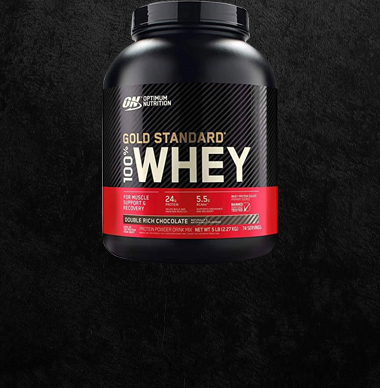 ON OPTIMUM NUTRITION
GOLD STANDARD
100% WHEY
FOR MUSCLE SUPPORT & RECOVERY
24g PROTEIN
5.5g BCAAs
DOUBLE RICH CHOCOLATE
PROTEIN POWDER DRINK MIX NET WT 5 LB (2.27 KG) 74 SERVINGS